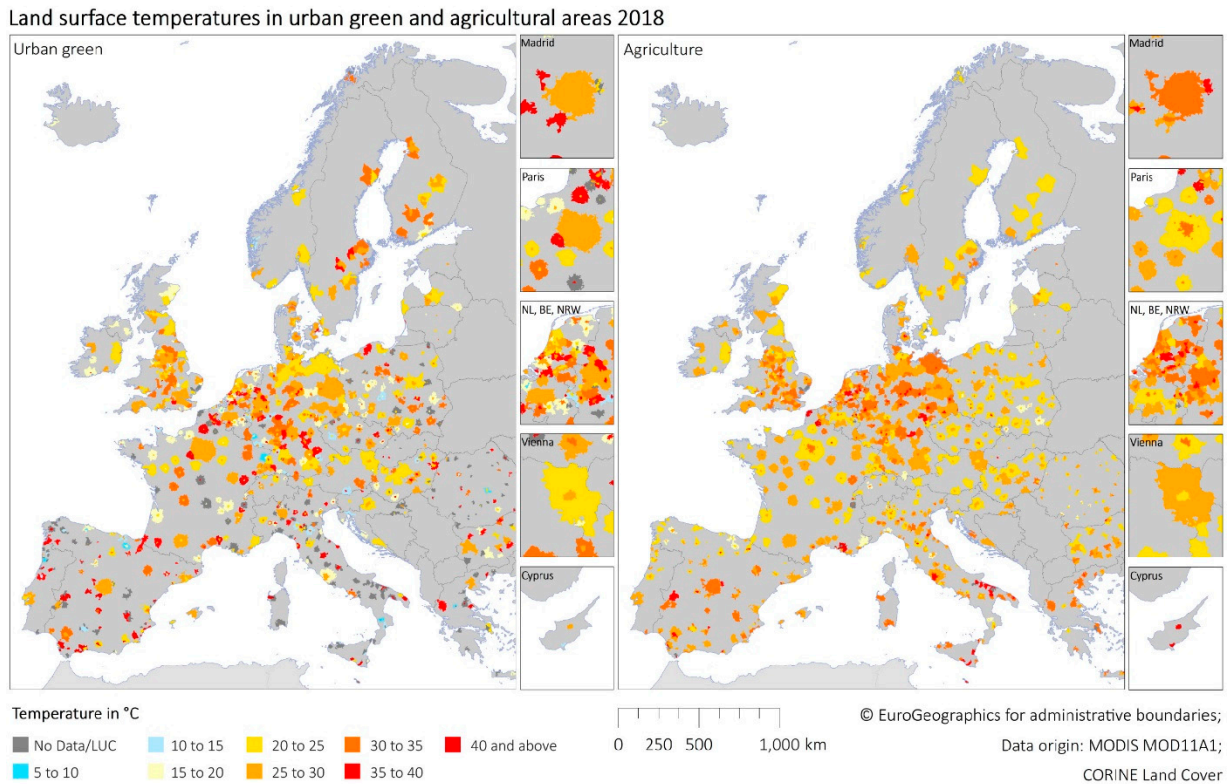 Land surface temperatures in urban green and agricultural areas 2018
Urban green
Madrid
Paris
NL, BE, NRW
Vienna
Cyprus
Agriculture
Madrid
Paris
NL, BE, NRW
Vienna
Cyprus
Temperature in °C
No Data/LUC
10 to 15
20 to 25
30 to 35
40 and above
5 to 10
15 to 20
25 to 30
35 to 40
0 250 500 1,000 km
© EuroGeographics for administrative boundaries;
Data origin: MODIS MOD11A1;
CORINE Land Cover